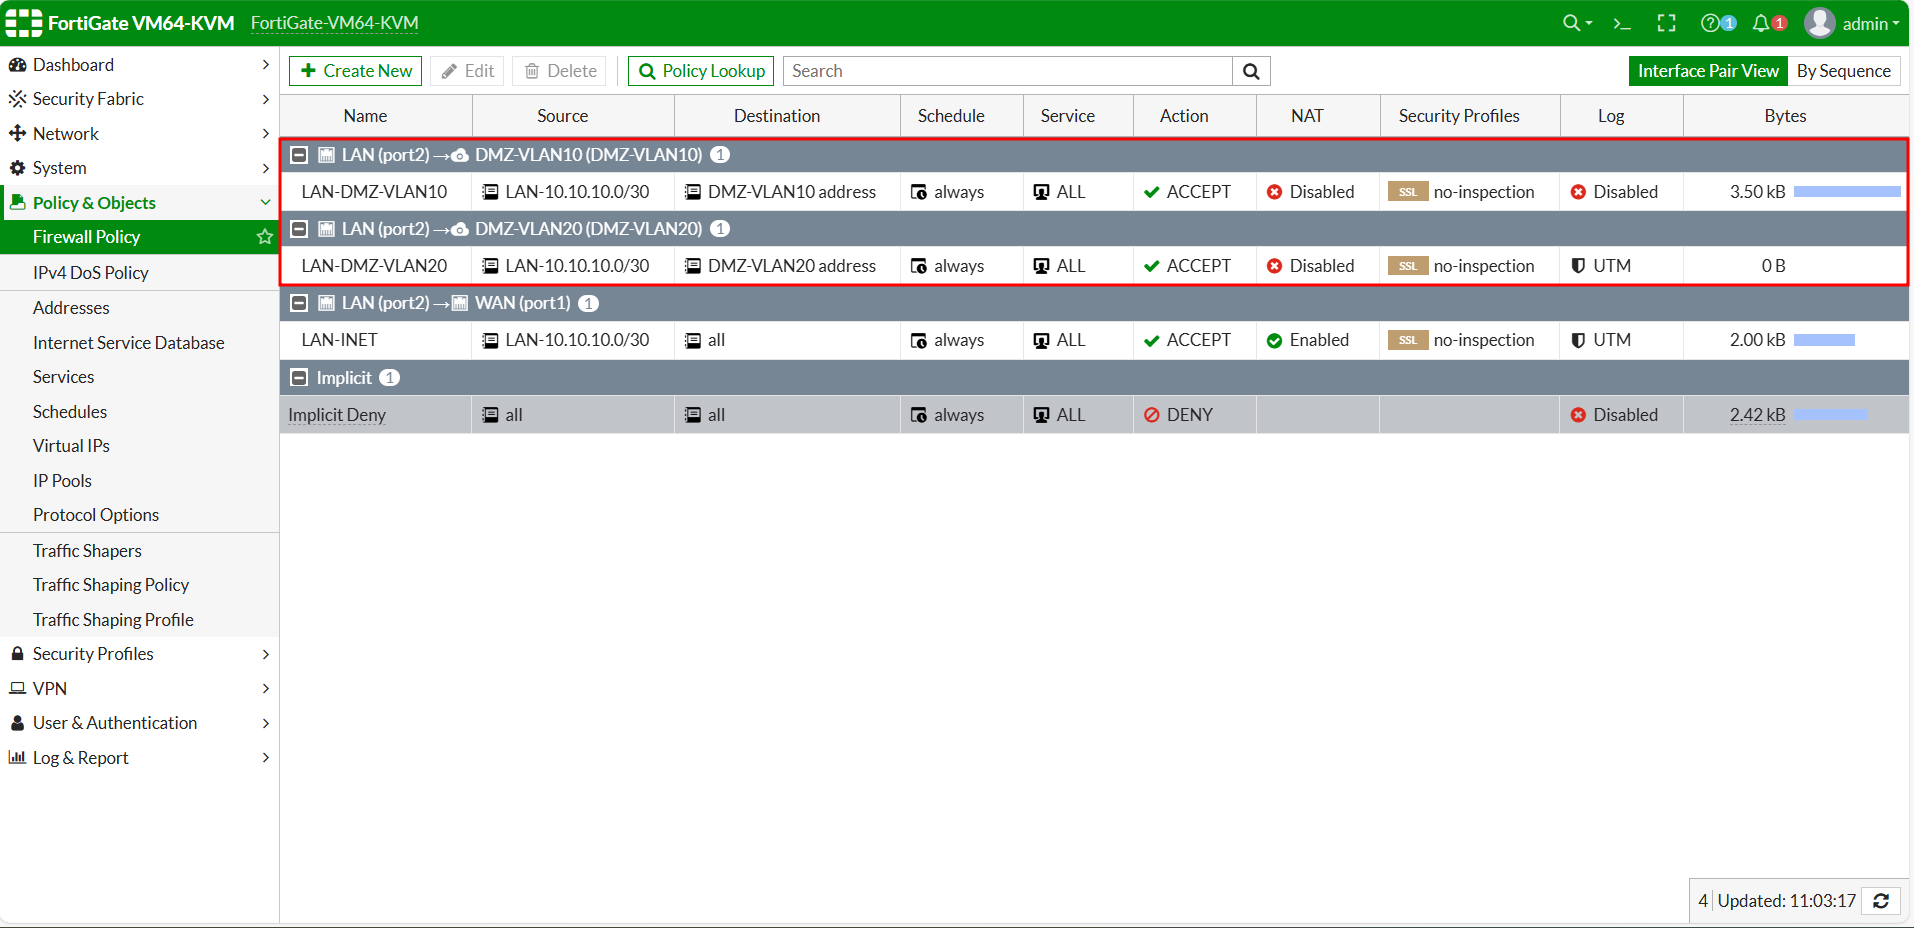 FortiGate VM64-KVM FortiGate-VM64-KVM 1 1 admin
Dashboard
Security Fabric
Network
System
Policy & Objects
Firewall Policy
IPv4 DoS Policy
Addresses
Internet Service Database
Services
Schedules
Virtual IPs
IP Pools
Protocol Options
Traffic Shapers
Traffic Shaping Policy
Traffic Shaping Profile
Security Profiles
VPN
User & Authentication
Log & Report
Create New Edit Delete Policy Lookup Search Interface Pair View By Sequence
Name Source Destination Schedule Service Action NAT Security Profiles Log Bytes
LAN (port2) → DMZ-VLAN10 (DMZ-VLAN10) 1
LAN-DMZ-VLAN10 LAN-10.10.10.0/30 DMZ-VLAN10 address always ALL ACCEPT Disabled SSL no-inspection Disabled 3.50 kB
LAN (port2) → DMZ-VLAN20 (DMZ-VLAN20) 1
LAN-DMZ-VLAN20 LAN-10.10.10.0/30 DMZ-VLAN20 address always ALL ACCEPT Disabled SSL no-inspection UTM 0 B
LAN (port2) → WAN (port1) 1
LAN-INET LAN-10.10.10.0/30 all always ALL ACCEPT Enabled SSL no-inspection UTM 2.00 kB
Implicit 1
Implicit Deny all all always ALL DENY Disabled 2.42 kB
4 Updated: 11:03:17